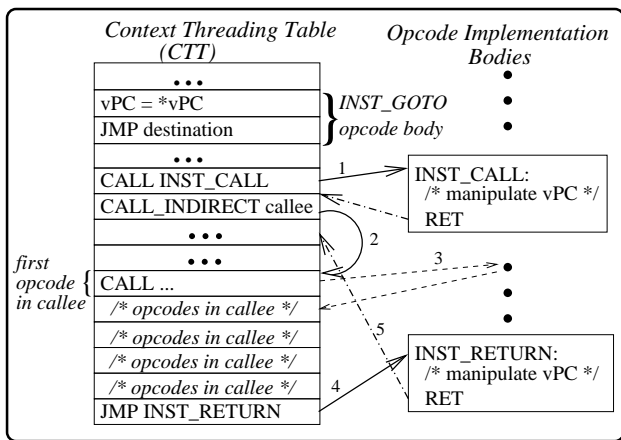 Context Threading Table
(CTT)
Opcode Implementation
Bodies
vPC = *vPC
JMP destination
INST_GOTO
opcode body
CALL INST_CALL
CALL_INDIRECT callee
1
INST_CALL:
/* manipulate vPC */
RET
2
first
opcode
in callee
CALL ...
3
/* opcodes in callee */
/* opcodes in callee */
/* opcodes in callee */
/* opcodes in callee */
JMP INST_RETURN
4
5
INST_RETURN:
/* manipulate vPC */
RET